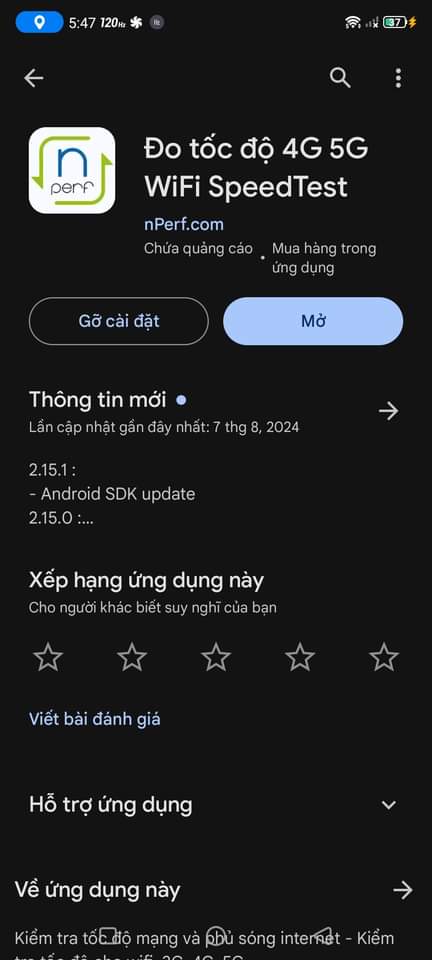 5:47 120Hz 37
n
perf
Đo tốc độ 4G 5G
WiFi SpeedTest
nPerf.com
Chứa quảng cáo • Mua hàng trong
ứng dụng
Gỡ cài đặt Mở
Thông tin mới
Lần cập nhật gần đây nhất: 7 thg 8, 2024
2.15.1 :
- Android SDK update
2.15.0 :...
Xếp hạng ứng dụng này
Cho người khác biết suy nghĩ của bạn
Viết bài đánh giá
Hỗ trợ ứng dụng
Về ứng dụng này
Kiểm tra tốc độ mạng và phủ sóng internet - Kiểm
tra tốc độ cho wifi, 3G, 4G, 5G